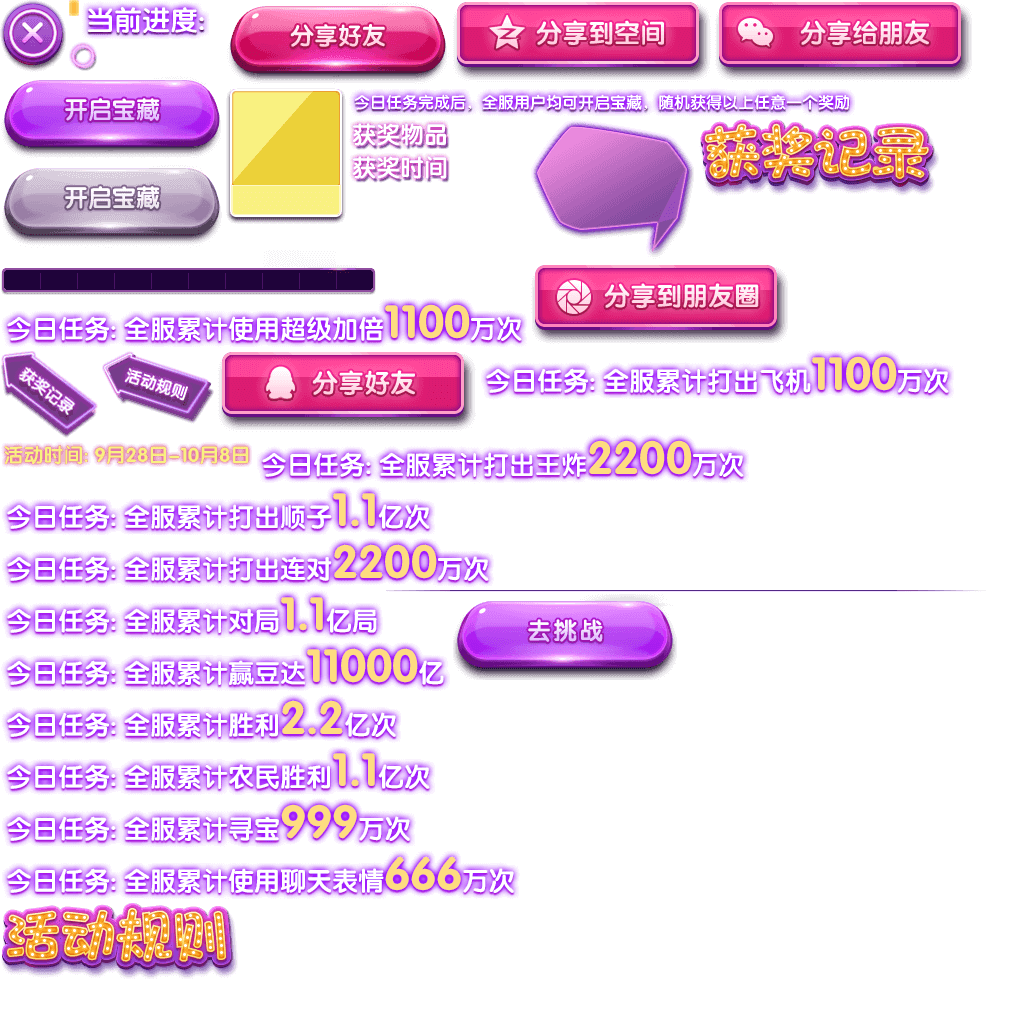 当前进度:
分享好友
分享到空间
分享给朋友
开启宝藏
今日任务完成后，全服用户均可开启宝藏，随机获得以上任意一个奖励
获奖物品
获奖时间
获奖记录
开启宝藏
分享到朋友圈
今日任务: 全服累计使用超级加倍1100万次
获奖记录
活动规则
分享好友
今日任务: 全服累计打出飞机1100万次
活动时间: 9月28日-10月8日
今日任务: 全服累计打出王炸2200万次
今日任务: 全服累计打出顺子1.1亿次
今日任务: 全服累计打出连对2200万次
今日任务: 全服累计对局1.1亿局
去挑战
今日任务: 全服累计赢豆达11000亿
今日任务: 全服累计胜利2.2亿次
今日任务: 全服累计农民胜利1.1亿次
今日任务: 全服累计寻宝999万次
今日任务: 全服累计使用聊天表情666万次
活动规则